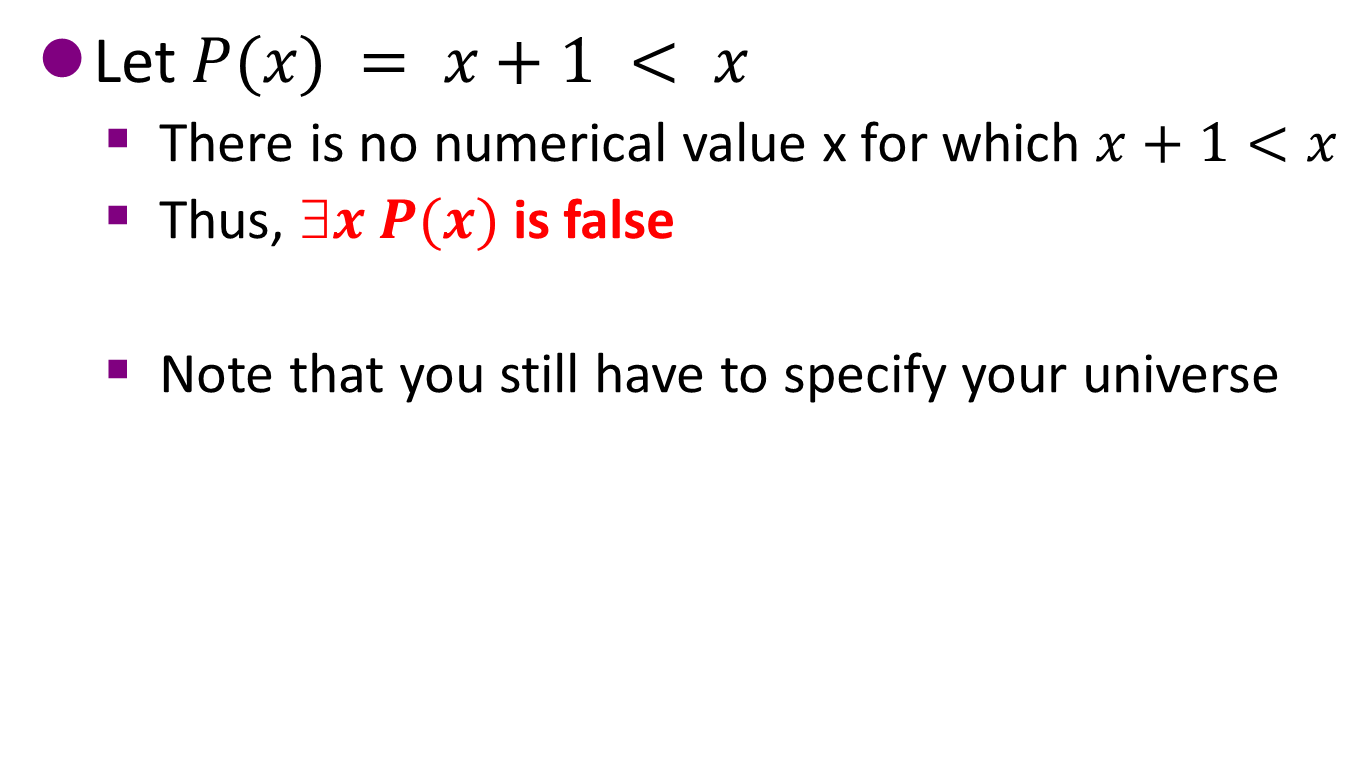 Let 𝑃(𝑥) = 𝑥 + 1 < 𝑥
There is no numerical value x for which 𝑥 + 1 < 𝑥
Thus, ∃𝒙 𝑷(𝒙) is false
Note that you still have to specify your universe